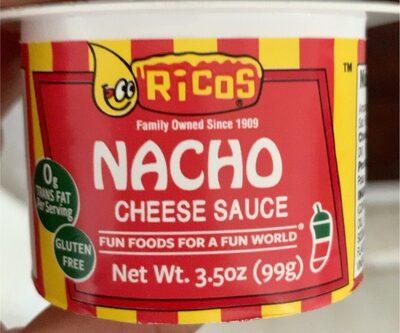 RiCOS
™
Family Owned Since 1909
NACHO
CHEESE SAUCE
0g
TRANS FAT
Per Serving
GLUTEN
FREE
FUN FOODS FOR A FUN WORLD®
Net Wt. 3.5oz (99g)